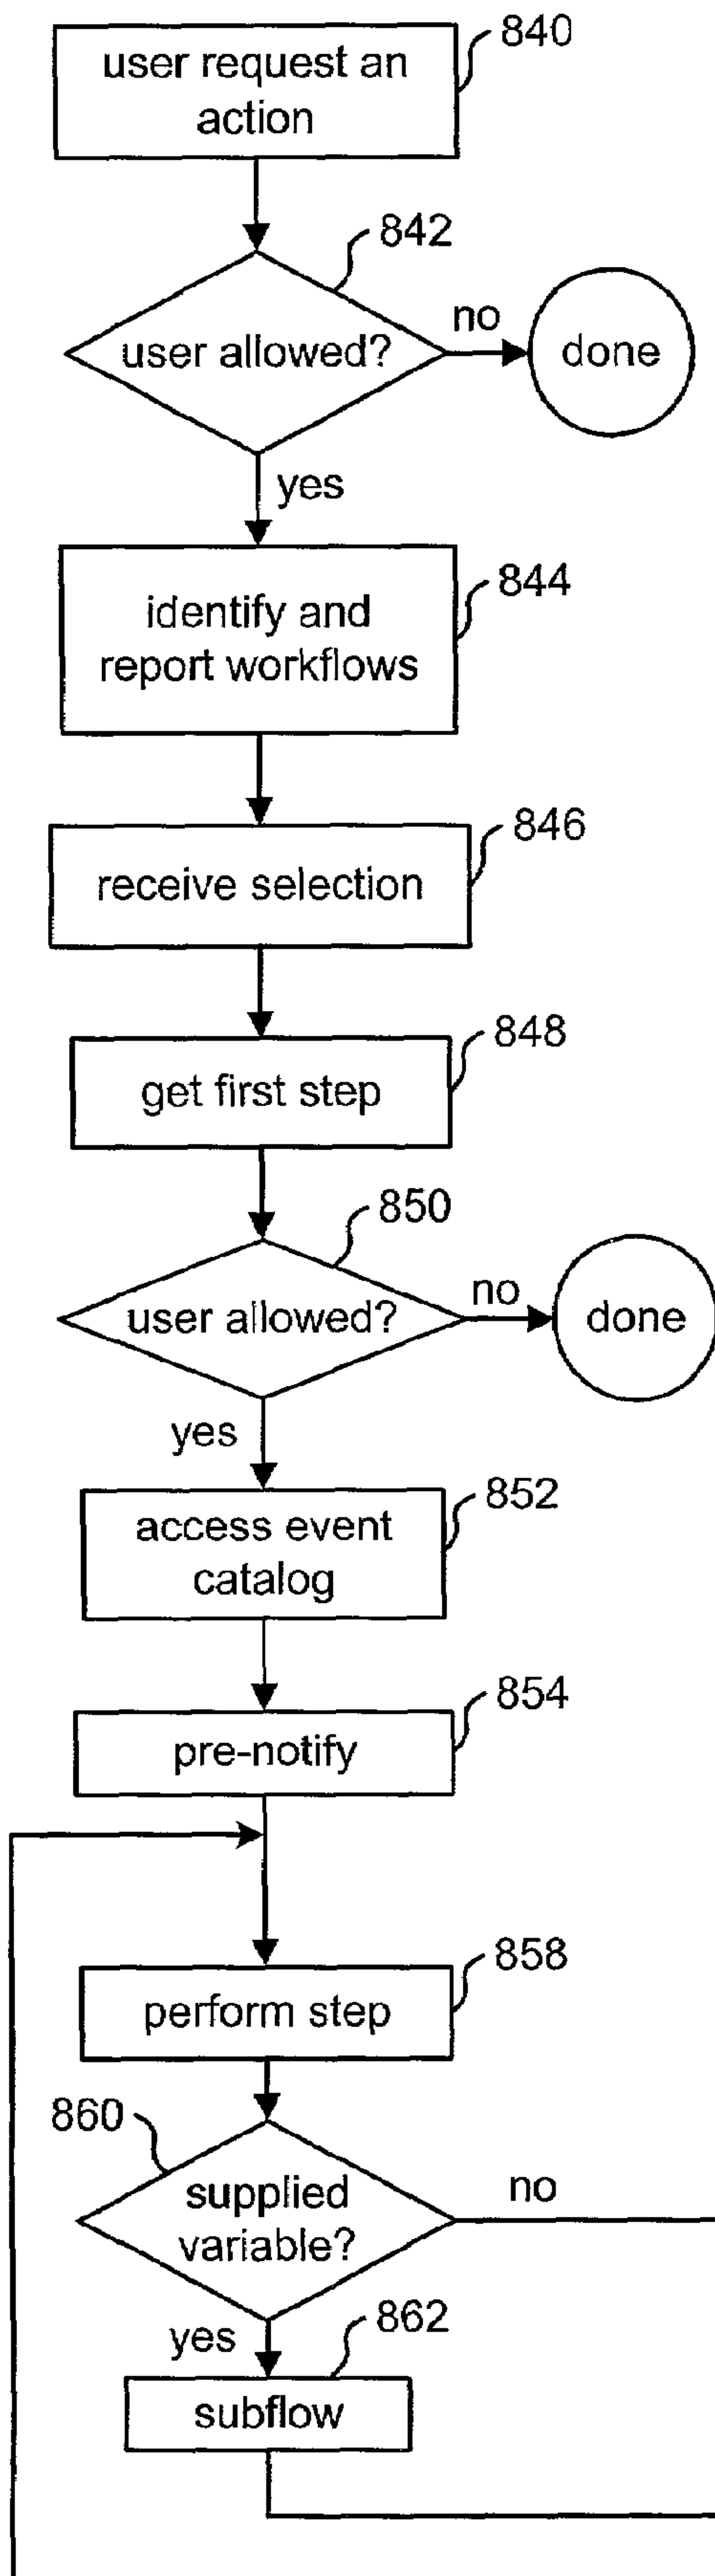 840
user request an
action
842
user allowed?
no
done
yes
identify and
report workflows
844
846
receive selection
848
get first step
850
user allowed?
no
done
yes
852
access event
catalog
854
pre-notify
858
perform step
860
supplied
variable?
no
yes
862
subflow